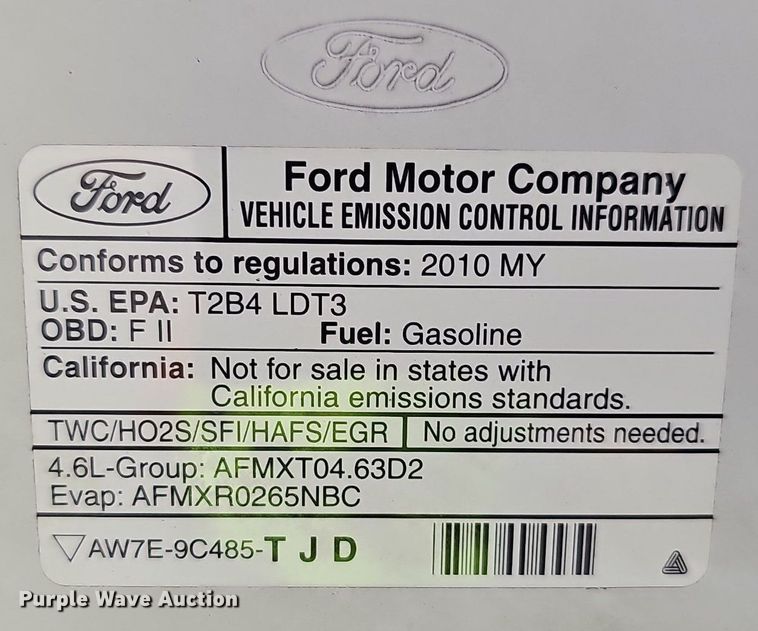 Ford
Ford
Ford Motor Company
VEHICLE EMISSION CONTROL INFORMATION
Conforms to regulations: 2010 MY
U.S. EPA: T2B4 LDT3
OBD: F II Fuel: Gasoline
California: Not for sale in states with
California emissions standards.
TWC/HO2S/SFI/HAFS/EGR No adjustments needed.
4.6L-Group: AFMXT04.63D2
Evap: AFMXR0265NBC
AW7E-9C485-T J D
Purple Wave Auction